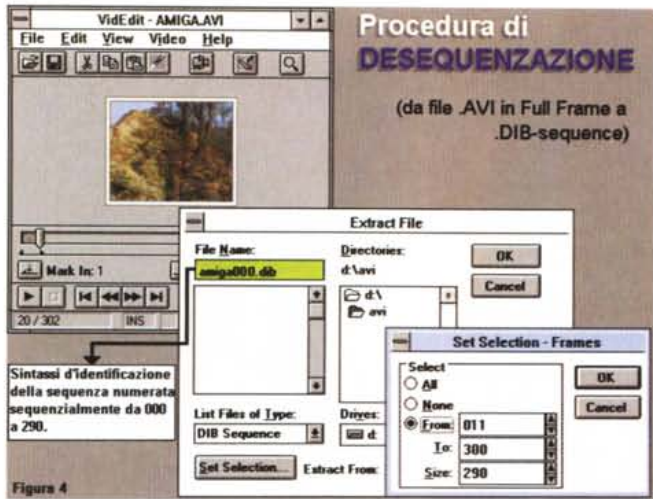 VidEdit - AMIGA.AVI
File Edit View Video Help
Procedura di
DESEQUENZAZIONE
(da file .AVI in Full Frame a
.DIB-sequence)
Mark In: 1
20 / 302 INS
Extract File
File Name:
amiga000.dib
Directories:
d:\avi
d:\
avi
OK
Cancel
List Files of Type:
DIB Sequence
Drives:
d:
Set Selection...
Extract From:
Set Selection - Frames
Select
All
None
From: 011
To: 300
Size: 290
OK
Cancel
Sintassi d'identificazione
della sequenza numerata
sequenzialmente da 000
a 290.
Figura 4